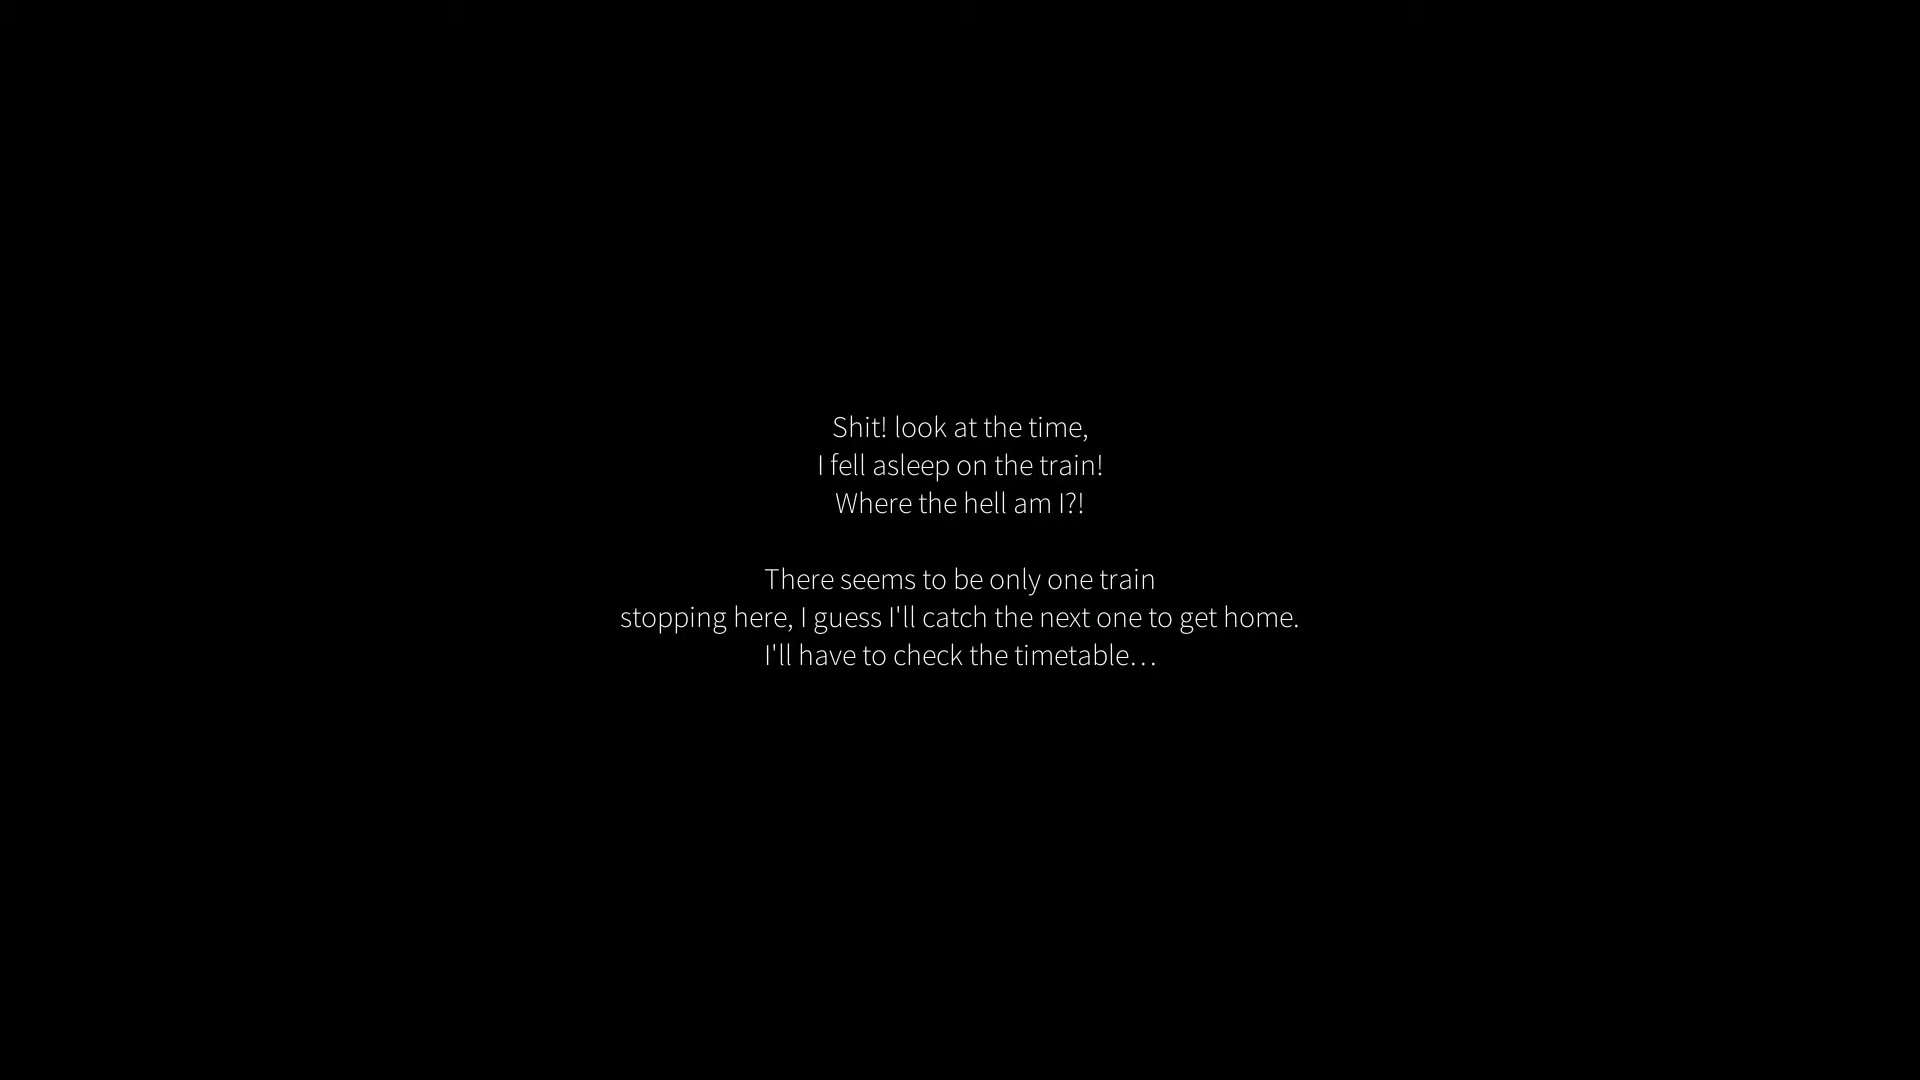 Shit! look at the time,
I fell asleep on the train!
Where the hell am I?!
There seems to be only one train
stopping here, I guess I'll catch the next one to get home.
I'll have to check the timetable…